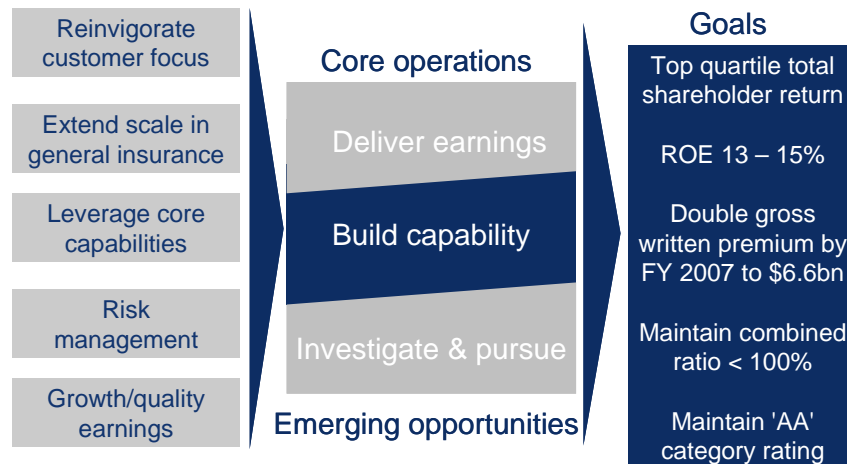 Reinvigorate
customer focus
Extend scale in
general insurance
Leverage core
capabilities
Risk
management
Growth/quality
earnings
Core operations
Deliver earnings
Build capability
Investigate & pursue
Emerging opportunities
Goals
Top quartile total
shareholder return
ROE 13 – 15%
Double gross
written premium by
FY 2007 to $6.6bn
Maintain combined
ratio < 100%
Maintain 'AA'
category rating